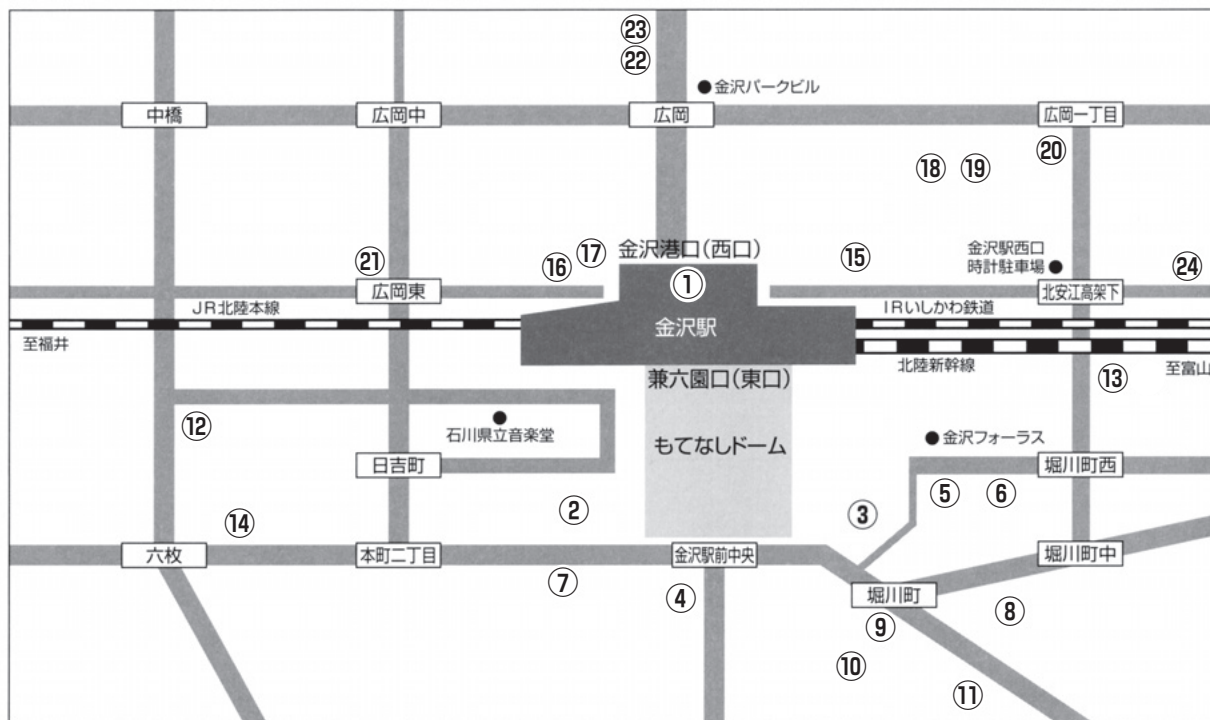 ㉓
㉒
金沢パークビル
中橋
広岡中
広岡
広岡一丁目
⑳
⑱
⑲
金沢港口(西口)
⑰
⑯
㉑
①
⑮
金沢駅西口
時計駐車場
㉔
広岡東
北安江高架下
JR北陸本線
IRいしかわ鉄道
金沢駅
至福井
北陸新幹線
至富山
⑬
兼六園口(東口)
⑫
石川県立音楽堂
もてなしドーム
金沢フォーラス
日吉町
堀川町西
⑤
⑥
②
③
⑭
六枚
本町二丁目
金沢駅前中央
堀川町中
⑦
④
堀川町
⑧
⑨
⑩
⑪